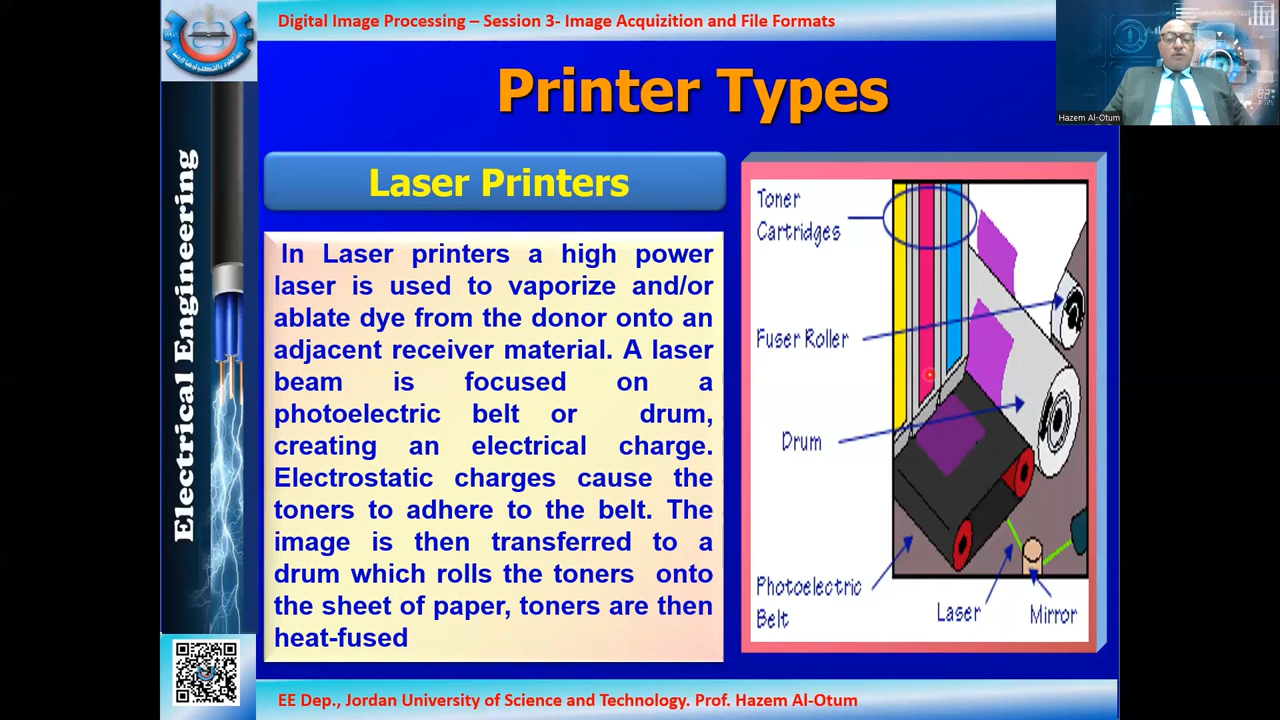 Digital Image Processing – Session 3- Image Acquizition and File Formats
Hazem Al-Otum
Printer Types
Electrical Engineering
Laser Printers
In Laser printers a high power
laser is used to vaporize and/or
ablate dye from the donor onto an
adjacent receiver material. A laser
beam is focused on a
photoelectric belt or drum,
creating an electrical charge.
Electrostatic charges cause the
toners to adhere to the belt. The
image is then transferred to a
drum which rolls the toners onto
the sheet of paper, toners are then
heat-fused
Toner
Cartridges
Fuser Roller
Drum
Photoelectric
Belt
Laser
Mirror
EE Dep., Jordan University of Science and Technology. Prof. Hazem Al-Otum